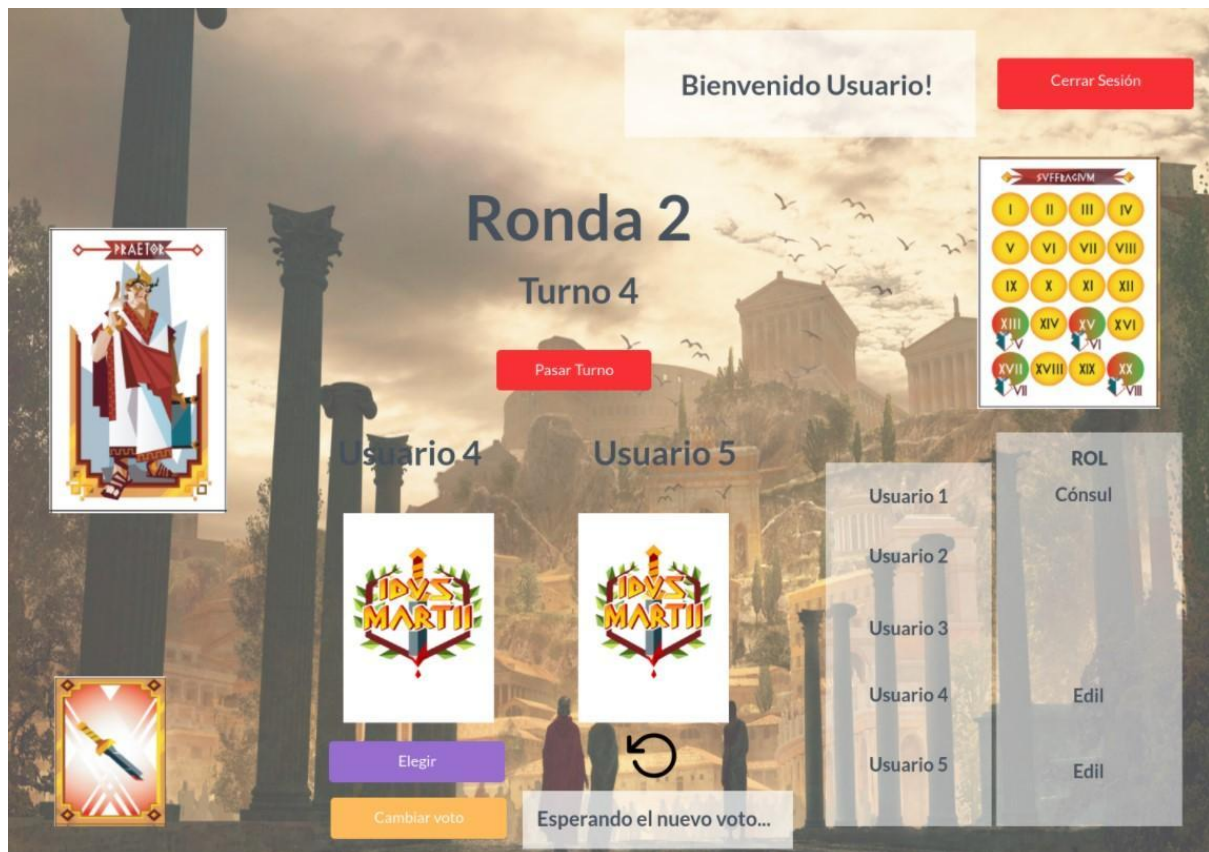 Bienvenido Usuario!
Cerrar Sesión
SVFFRAGIVM
I II III IV
V VI VII VIII
IX X XI XII
XIII XIV XV XVI
V VI
XVII XVIII XIX XX
VII VIII
PRAETOR
Ronda 2
Turno 4
Pasar Turno
Usuario 4
Usuario 5
IDVS
MARTII
IDVS
MARTII
Elegir
Cambiar voto
Esperando el nuevo voto...
ROL
Usuario 1 Cónsul
Usuario 2
Usuario 3
Usuario 4 Edil
Usuario 5 Edil